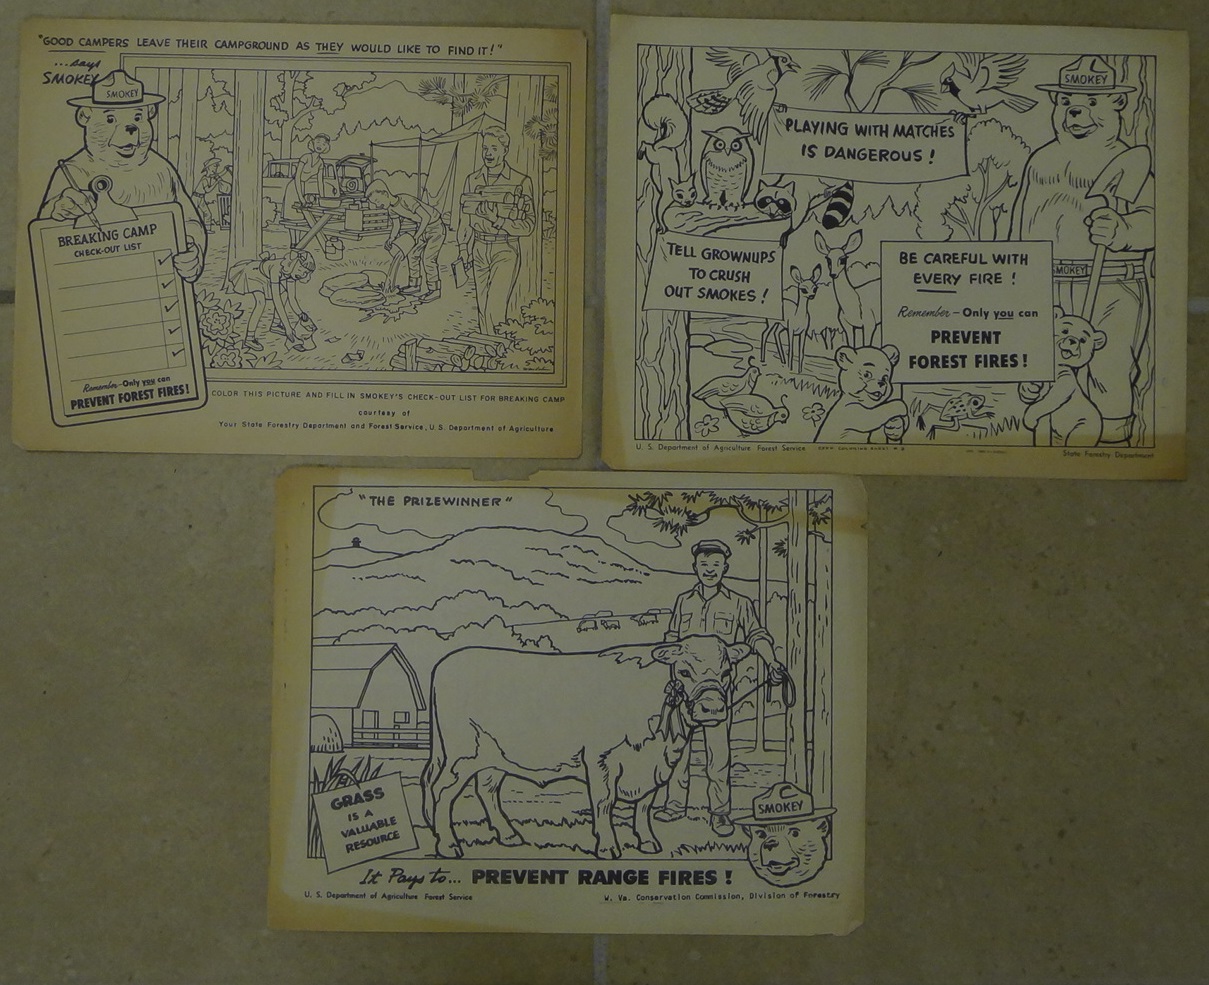 "GOOD CAMPERS LEAVE THEIR CAMPGROUND AS THEY WOULD LIKE TO FIND IT!"
...says
SMOKEY
SMOKEY
BREAKING CAMP
CHECK-OUT LIST
Remember-Only you can
PREVENT FOREST FIRES!
COLOR THIS PICTURE AND FILL IN SMOKEY'S CHECK-OUT LIST FOR BREAKING CAMP
courtesy of
Your State Forestry Department and Forest Service, U. S. Department of Agriculture
SMOKEY
PLAYING WITH MATCHES
IS DANGEROUS!
TELL GROWNUPS
TO CRUSH
OUT SMOKES!
BE CAREFUL WITH
EVERY FIRE!
Remember - Only you can
PREVENT
FOREST FIRES!
SMOKEY
U. S. Department of Agriculture Forest Service
State Forestry Department
"THE PRIZEWINNER"
GRASS
IS A
VALUABLE
RESOURCE
SMOKEY
It Pays to... PREVENT RANGE FIRES!
U. S. Department of Agriculture Forest Service
W. Va. Conservation Commission, Division of Forestry